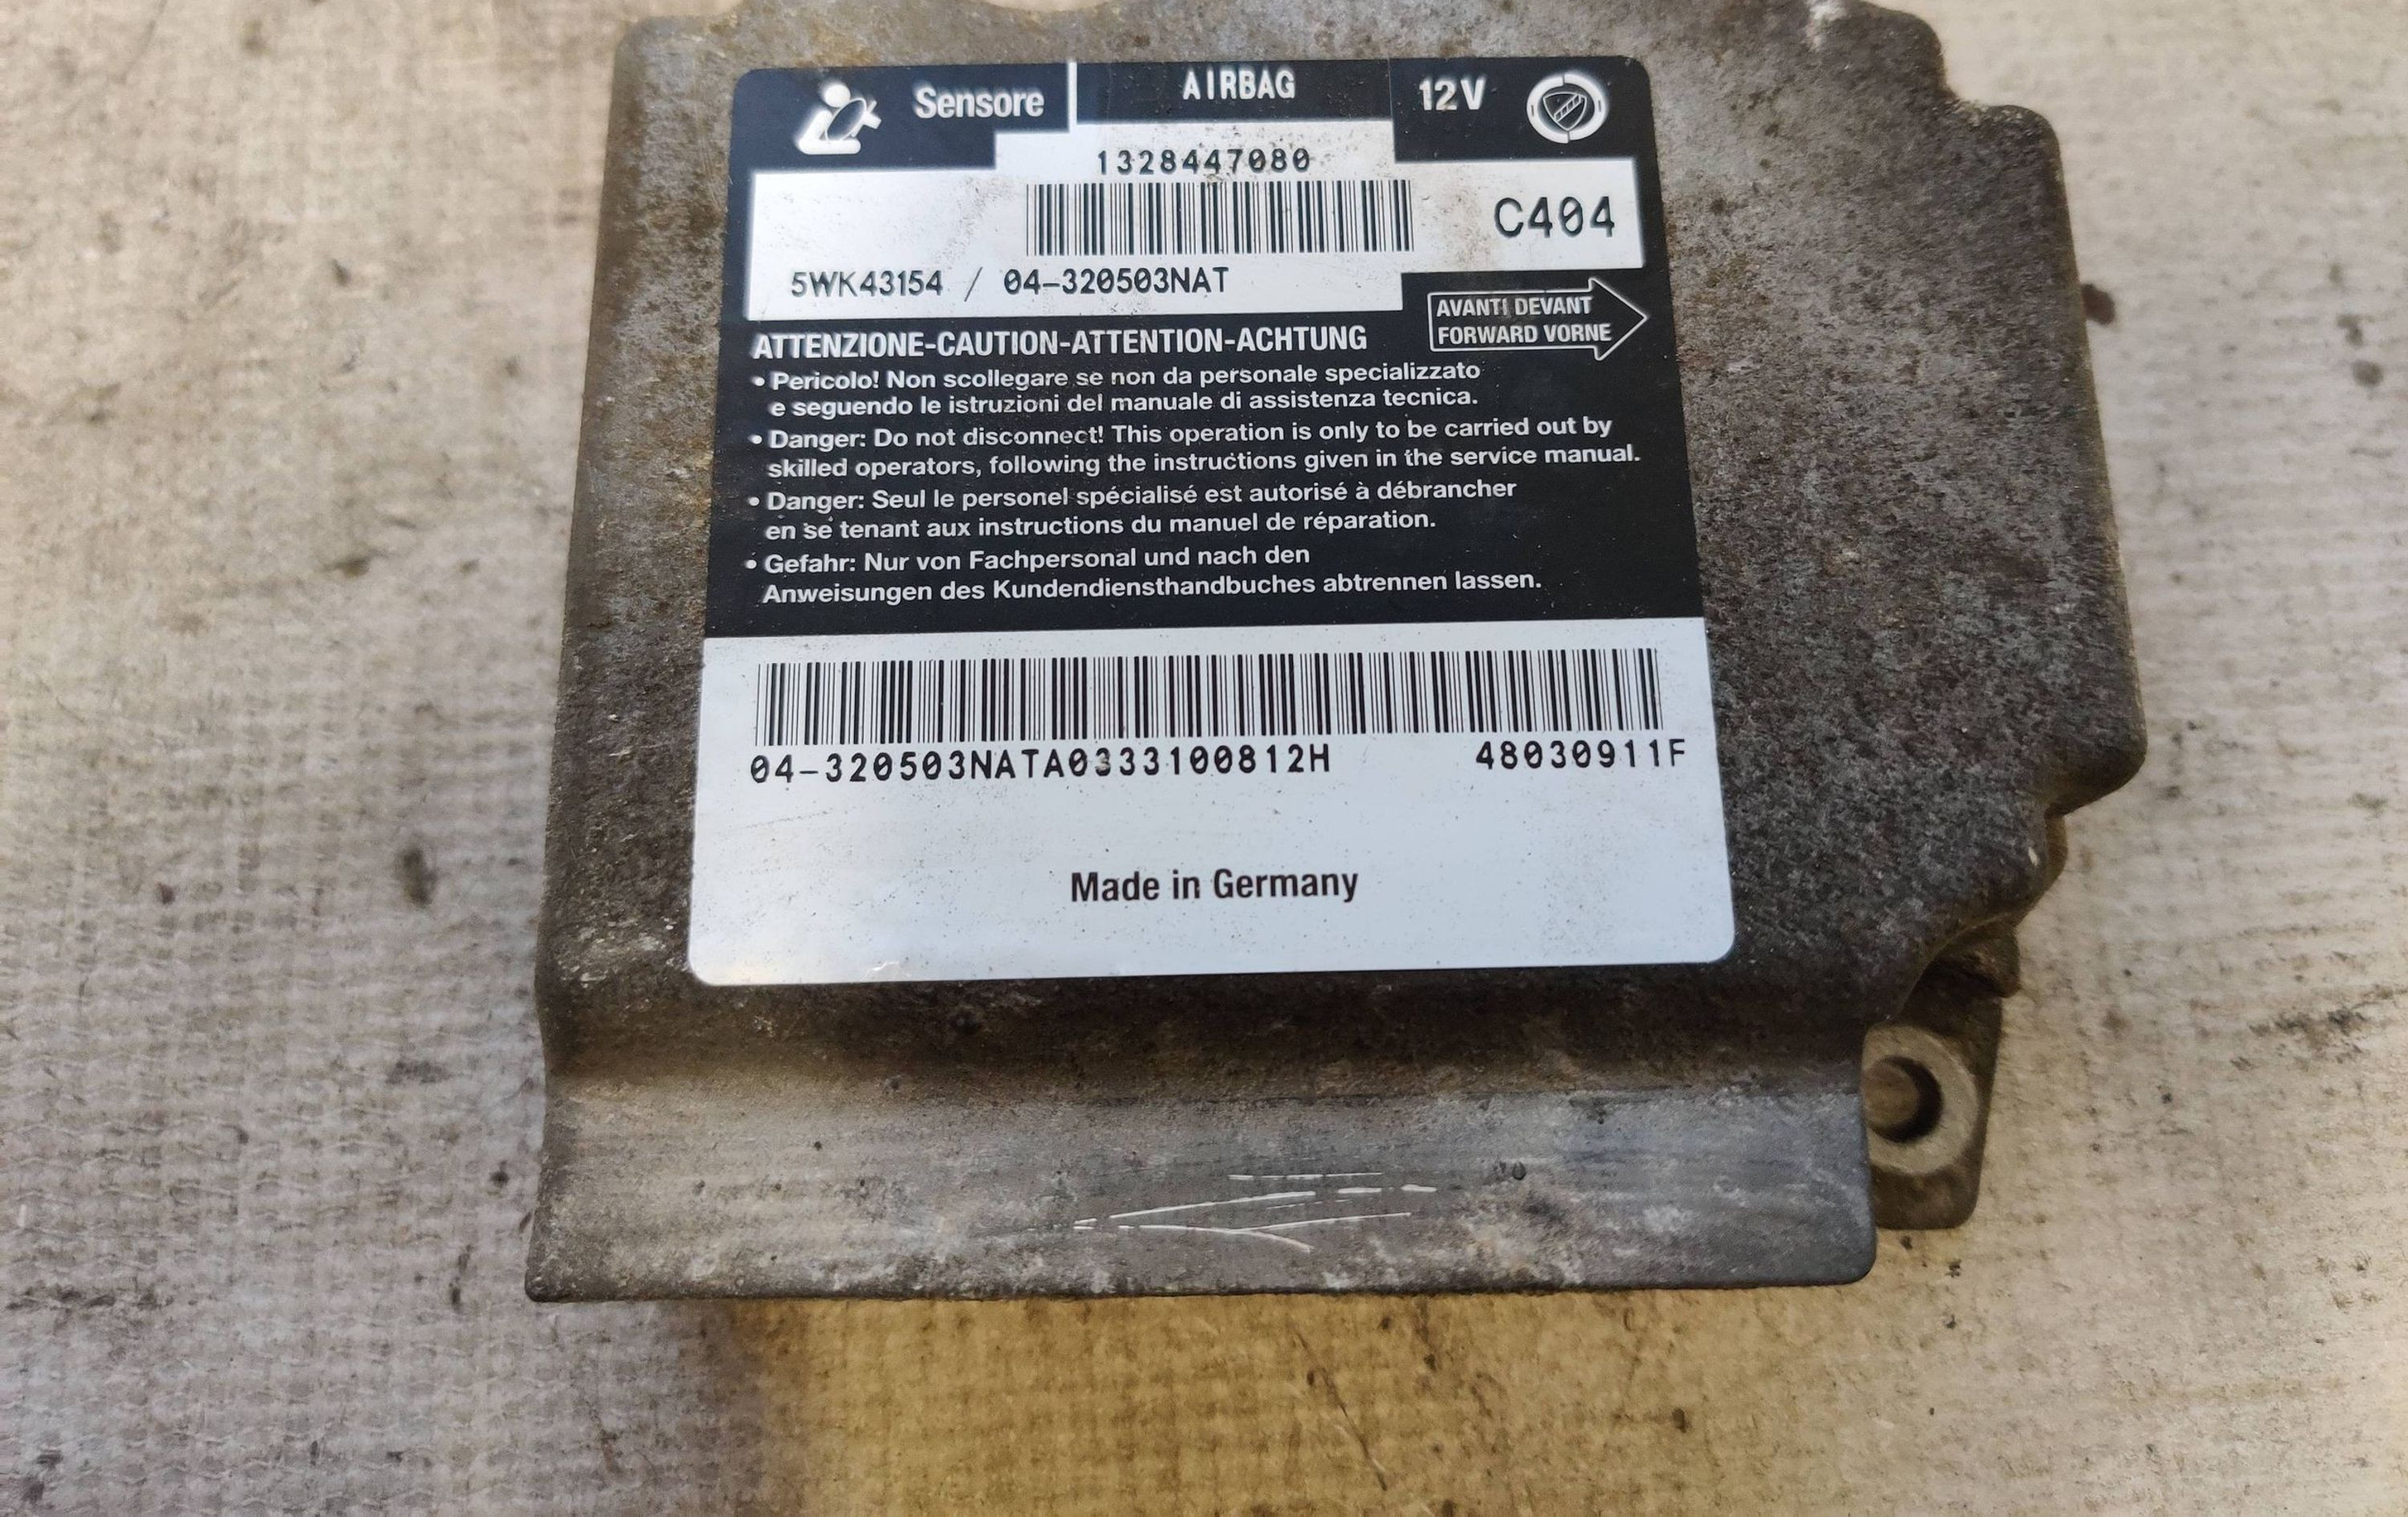 Sensore
AIRBAG
12V
1328447080
C404
5WK43154 / 04-320503NAT
AVANTI DEVANT
FORWARD VORNE
ATTENZIONE-CAUTION-ATTENTION-ACHTUNG
• Pericolo! Non scollegare se non da personale specializzato
e seguendo le istruzioni del manuale di assistenza tecnica.
• Danger: Do not disconnect! This operation is only to be carried out by
skilled operators, following the instructions given in the service manual.
• Danger: Seul le personel spécialisé est autorisé à débrancher
en se tenant aux instructions du manuel de réparation.
• Gefahr: Nur von Fachpersonal und nach den
Anweisungen des Kundendiensthandbuches abtrennen lassen.
04-320503NATA0333100812H 48030911F
Made in Germany